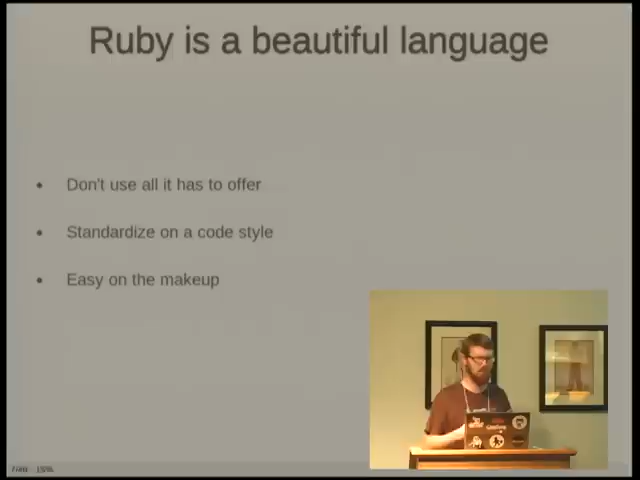 Ruby is a beautiful language
Don't use all it has to offer
Standardize on a code style
Easy on the makeup